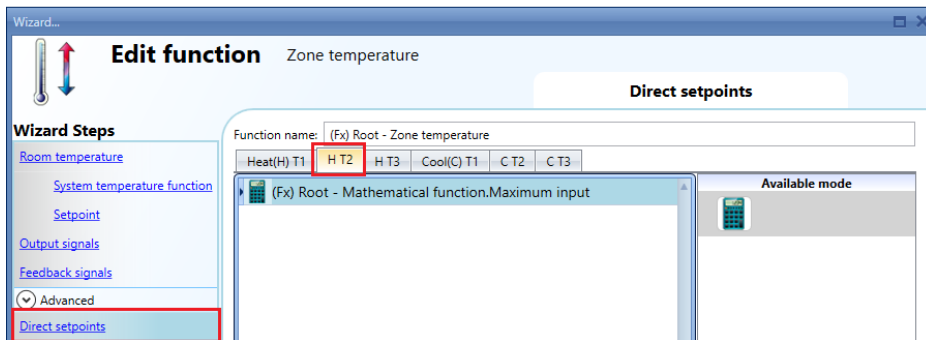 Wizard...
Edit function Zone temperature
Direct setpoints
Wizard Steps
Function name: (Fx) Root - Zone temperature
Room temperature
Heat(H) T1 H T2 H T3 Cool(C) T1 C T2 C T3
System temperature function
(Fx) Root - Mathematical function.Maximum input
Available mode
Setpoint
Output signals
Feedback signals
Advanced
Direct setpoints